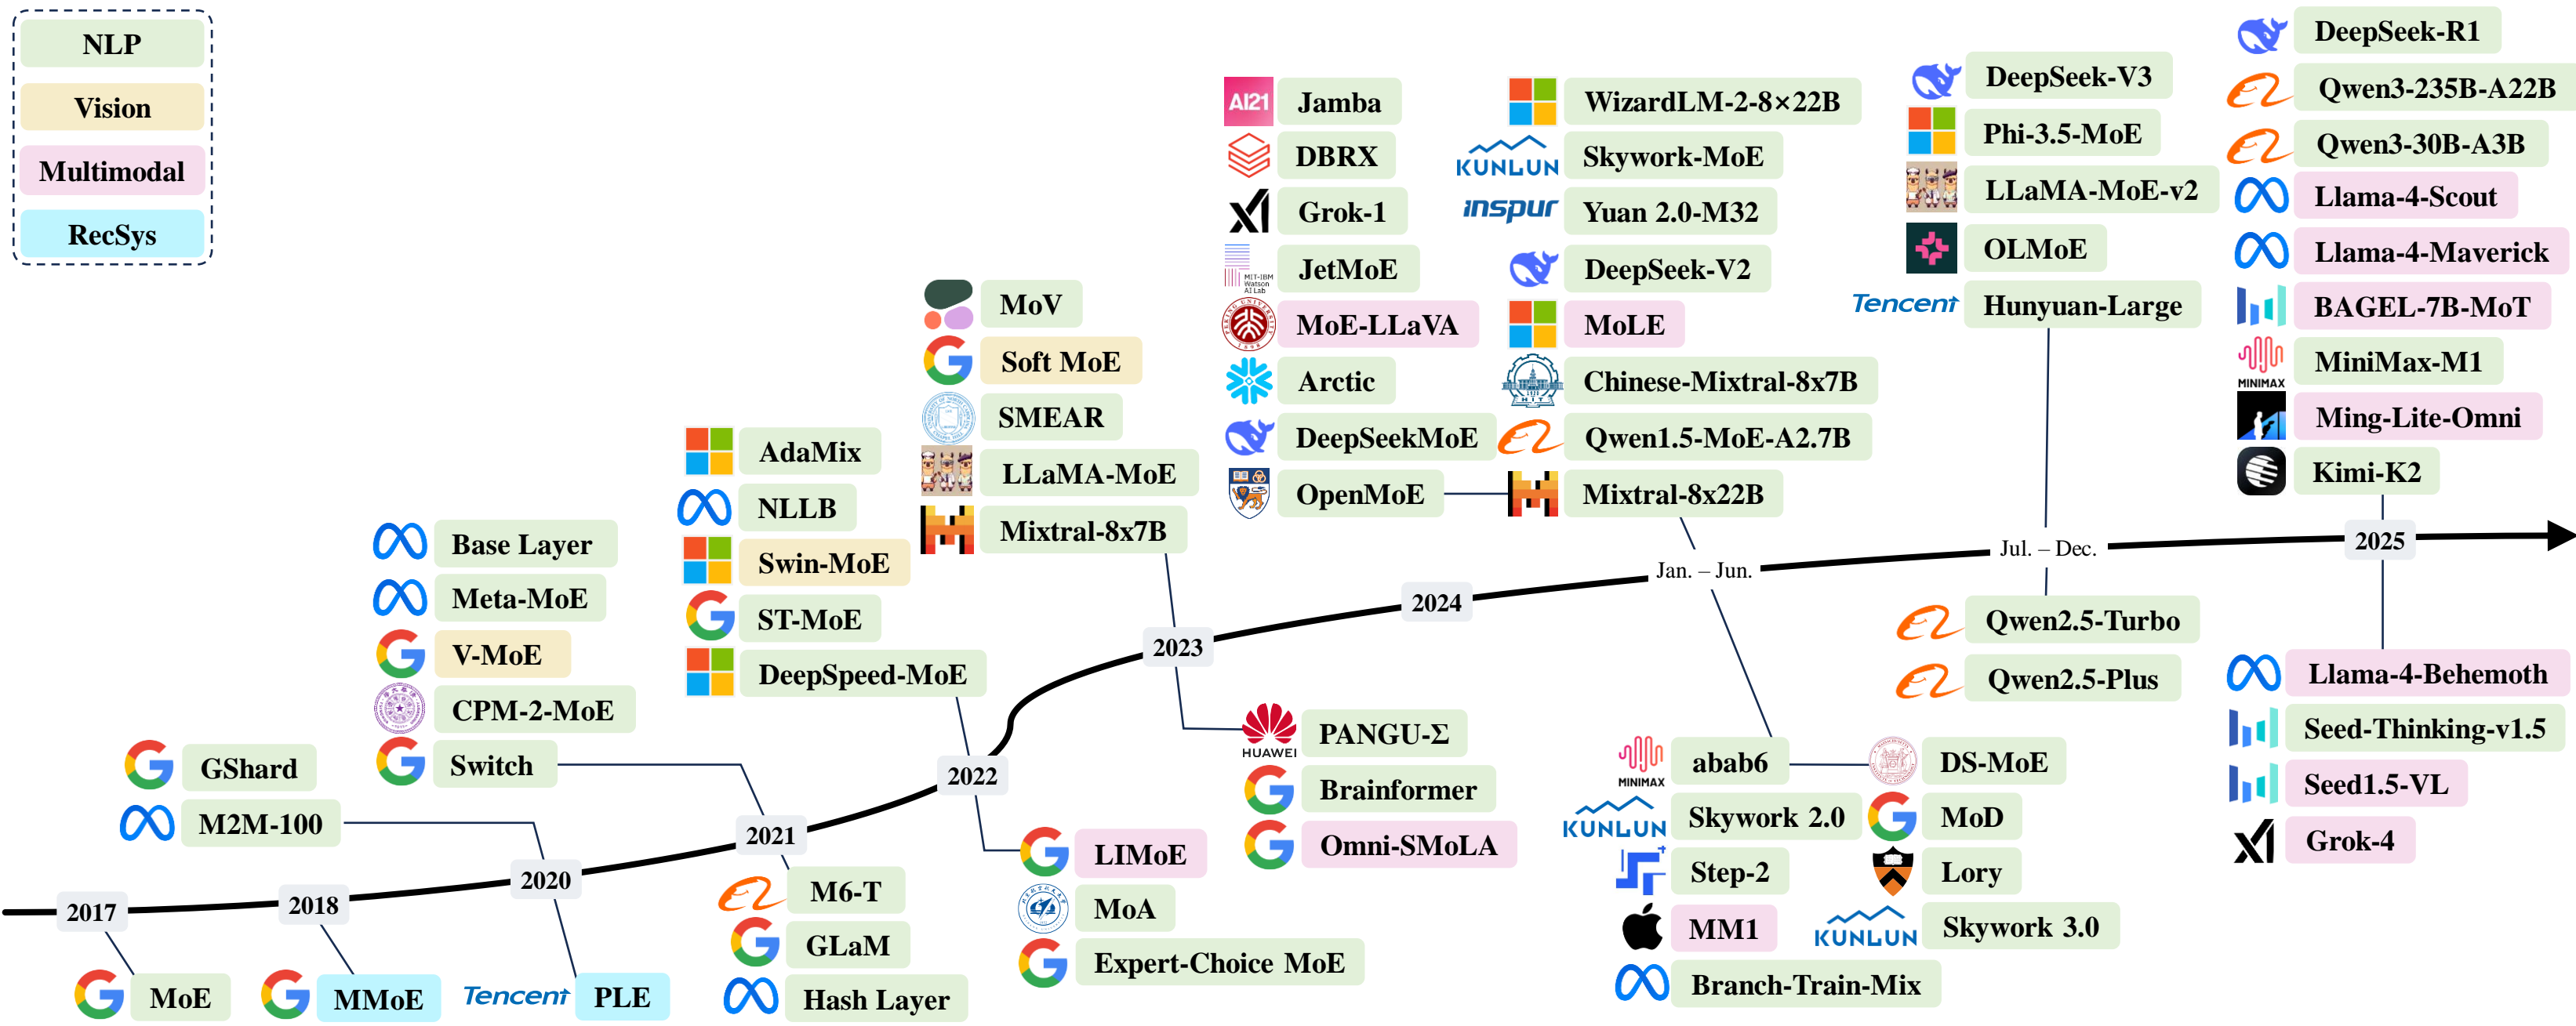 NLP
Vision
Multimodal
RecSys
GShard
M2M-100
2017
MoE
2018
MMoE
2020
Tencent PLE
Base Layer
Meta-MoE
V-MoE
CPM-2-MoE
Switch
2021
M6-T
GLaM
Hash Layer
AdaMix
NLLB
Swin-MoE
ST-MoE
DeepSpeed-MoE
2022
LIMoE
MoA
Expert-Choice MoE
MoV
Soft MoE
SMEAR
LLaMA-MoE
Mixtral-8x7B
2023
HUAWEI PANGU-Σ
Brainformer
Omni-SMoLA
2024
AI21 Jamba
DBRX
Grok-1
MIT-IBM
Watson
AI Lab
JetMoE
MoE-LLaVA
Arctic
DeepSeekMoE
OpenMoE
WizardLM-2-8×22B
KUNLUN Skywork-MoE
inspur Yuan 2.0-M32
DeepSeek-V2
MoLE
HIT
Chinese-Mixtral-8x7B
Qwen1.5-MoE-A2.7B
Mixtral-8x22B
Jan. – Jun.
MINIMAX abab6
KUNLUN Skywork 2.0
Step-2
MM1
Branch-Train-Mix
DS-MoE
MoD
Lory
KUNLUN Skywork 3.0
DeepSeek-V3
Phi-3.5-MoE
LLaMA-MoE-v2
OLMoE
Tencent Hunyuan-Large
Jul. – Dec.
Qwen2.5-Turbo
Qwen2.5-Plus
DeepSeek-R1
Qwen3-235B-A22B
Qwen3-30B-A3B
Llama-4-Scout
Llama-4-Maverick
BAGEL-7B-MoT
MINIMAX MiniMax-M1
Ming-Lite-Omni
Kimi-K2
2025
Llama-4-Behemoth
Seed-Thinking-v1.5
Seed1.5-VL
Grok-4